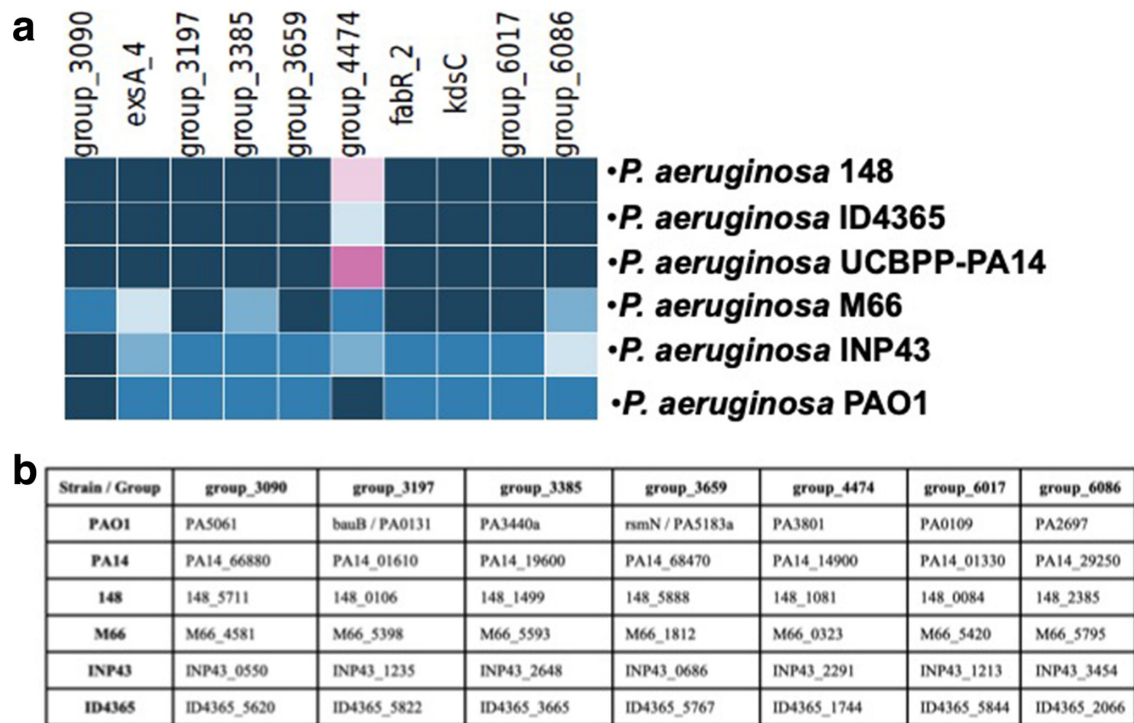 a
group_3090 exsA_4 group_3197 group_3385 group_3659 group_4474 fabR_2 kdsC group_6017 group_6086
•P. aeruginosa 148
•P. aeruginosa ID4365
•P. aeruginosa UCBPP-PA14
•P. aeruginosa M66
•P. aeruginosa INP43
•P. aeruginosa PAO1
b
Strain / Group group_3090 group_3197 group_3385 group_3659 group_4474 group_6017 group_6086
PAO1 PA5061 bauB / PA0131 PA3440a rsmN / PA5183a PA3801 PA0109 PA2697
PA14 PA14_66880 PA14_01610 PA14_19600 PA14_68470 PA14_14900 PA14_01330 PA14_29250
148 148_5711 148_0106 148_1499 148_5888 148_1081 148_0084 148_2385
M66 M66_4581 M66_5398 M66_5593 M66_1812 M66_0323 M66_5420 M66_5795
INP43 INP43_0550 INP43_1235 INP43_2648 INP43_0686 INP43_2291 INP43_1213 INP43_3454
ID4365 ID4365_5620 ID4365_5822 ID4365_3665 ID4365_5767 ID4365_1744 ID4365_5844 ID4365_2066